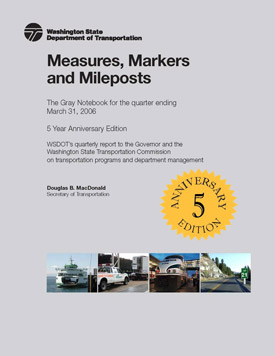 Washington State
Department of Transportation
Measures, Markers
and Mileposts
The Gray Notebook for the quarter ending
March 31, 2006
5 Year Anniversary Edition
WSDOT's quarterly report to the Governor and the
Washington State Transportation Commission
on transportation programs and department management
Douglas B. MacDonald
Secretary of Transportation
ANNIVERSARY
5
EDITION